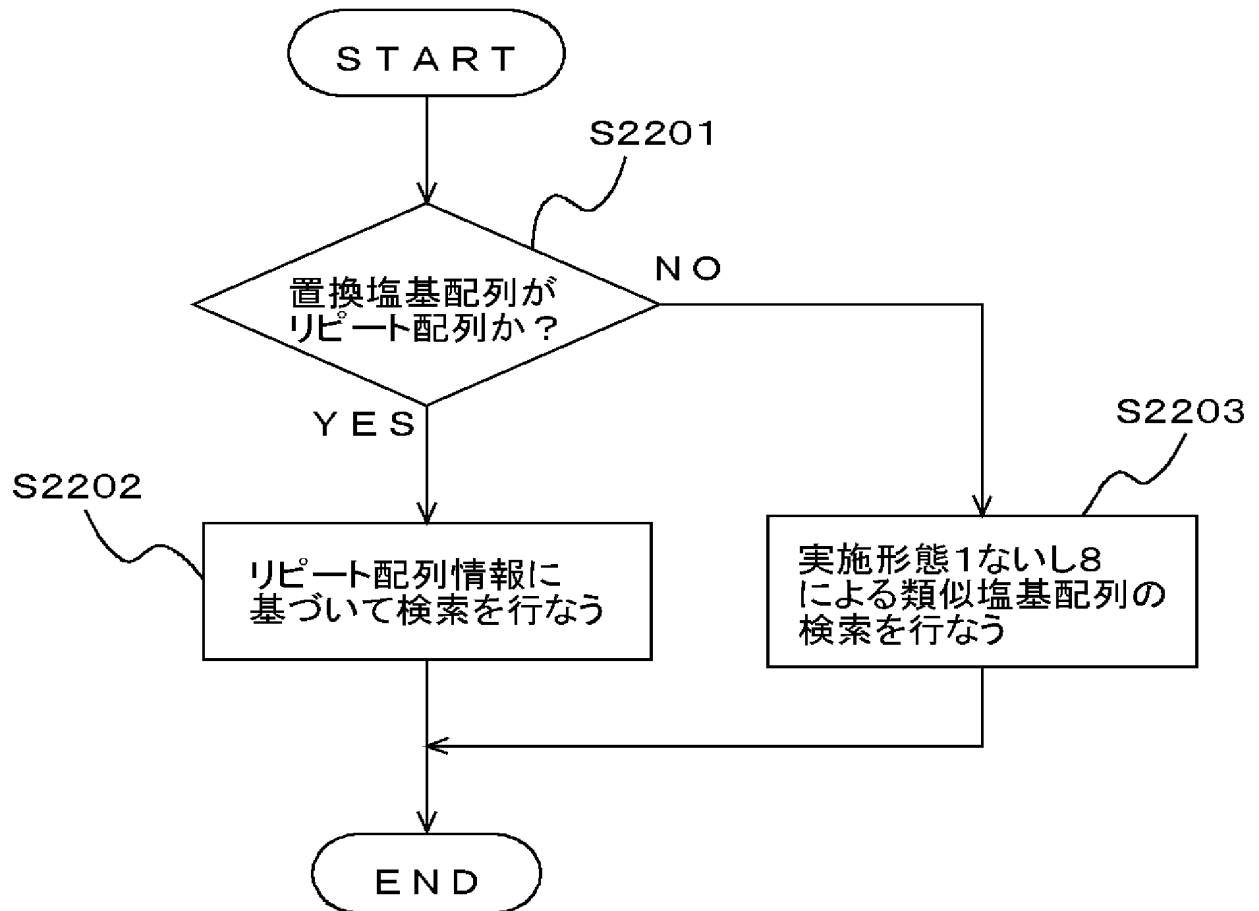 START
S2201
置換塩基配列が
リピート配列か？
NO
YES
S2202
リピート配列情報に
基づいて検索を行なう
S2203
実施形態１ないし８
による類似塩基配列の
検索を行なう
END